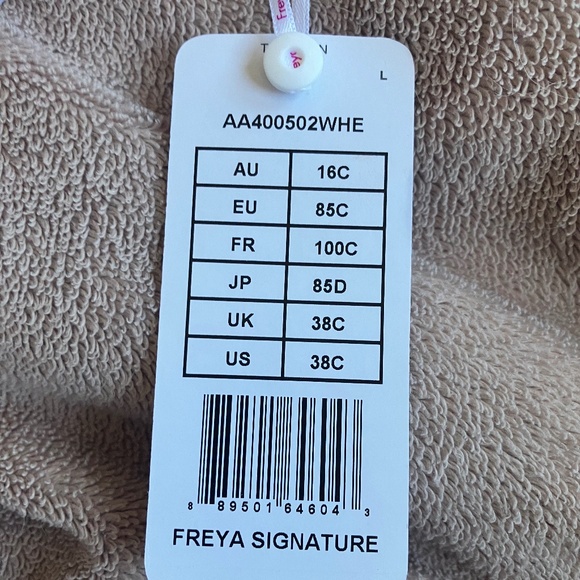 L
AA400502WHE
AU 16C
EU 85C
FR 100C
JP 85D
UK 38C
US 38C
8 89501 64604 3
FREYA SIGNATURE